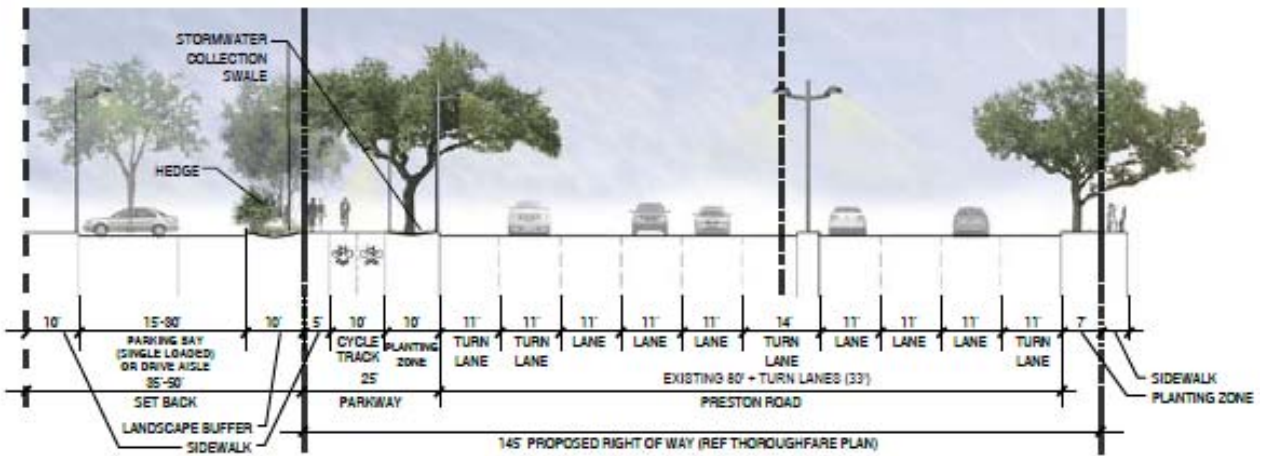 STORMWATER
COLLECTION
SWALE
HEDGE
10' 15'-80' 10' 5' 10' 10' 11' 11' 11' 11' 11' 14' 11' 11' 11' 11' 7'
PARKING BAY
(SINGLE LOADED)
OR DRIVE AISLE
CYCLE
TRACK
PLANTING
ZONE
TURN
LANE
TURN
LANE
LANE
LANE
LANE
TURN
LANE
LANE
LANE
LANE
TURN
LANE
35'-50'
SET BACK
25'
PARKWAY
EXISTING 60' + TURN LANES (33')
PRESTON ROAD
SIDEWALK
PLANTING ZONE
LANDSCAPE BUFFER
SIDEWALK
145' PROPOSED RIGHT OF WAY (REF THOROUGHFARE PLAN)